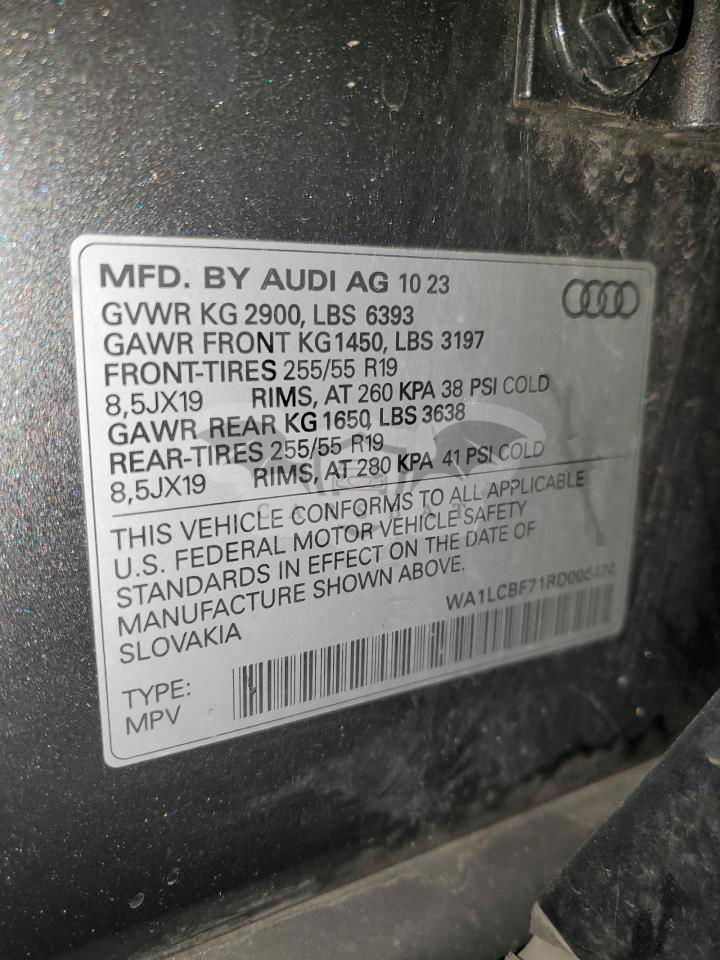 MFD. BY AUDI AG 10 23
GVWR KG 2900, LBS 6393
GAWR FRONT KG1450, LBS 3197
FRONT-TIRES 255/55 R19
8,5JX19 RIMS, AT 260 KPA 38 PSI COLD
GAWR REAR KG 1650, LBS 3638
REAR-TIRES 255/55 R19
8,5JX19 RIMS, AT 280 KPA 41 PSI COLD
THIS VEHICLE CONFORMS TO ALL APPLICABLE
U.S. FEDERAL MOTOR VEHICLE SAFETY
STANDARDS IN EFFECT ON THE DATE OF
MANUFACTURE SHOWN ABOVE.
SLOVAKIA
TYPE:
MPV